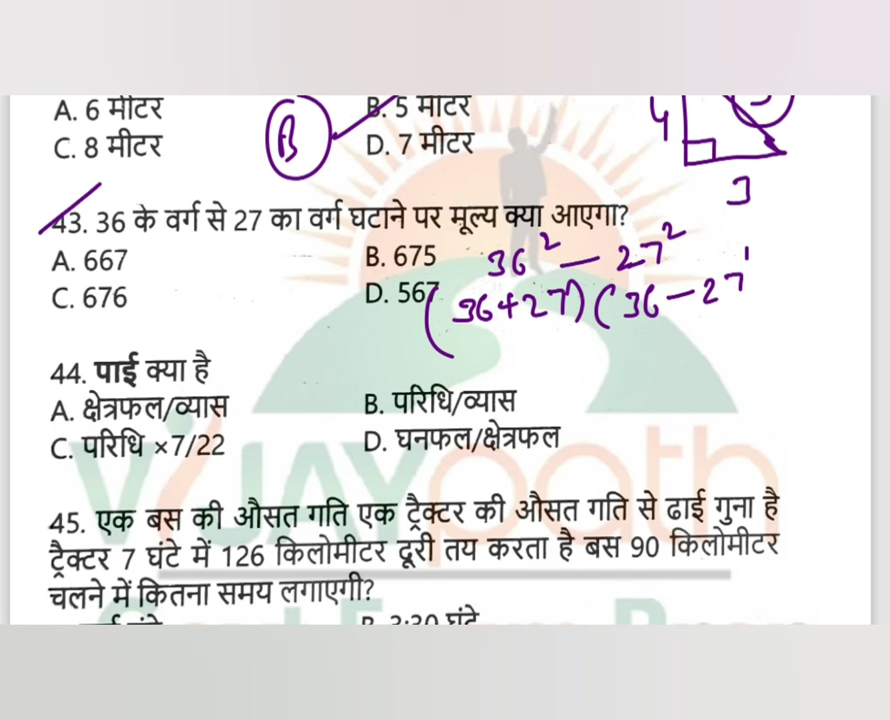 A. 6 मीटर B. 5 मीटर
C. 8 मीटर D. 7 मीटर
B
4
3
43. 36 के वर्ग से 27 का वर्ग घटाने पर मूल्य क्या आएगा?
A. 667 B. 675
C. 676 D. 567
36² – 27²
(36+27) (36–27
44. पाई क्या है
A. क्षेत्रफल/व्यास B. परिधि/व्यास
C. परिधि ×7/22 D. घनफल/क्षेत्रफल
VIJAYpath
45. एक बस की औसत गति एक ट्रैक्टर की औसत गति से ढाई गुना है
ट्रैक्टर 7 घंटे में 126 किलोमीटर दूरी तय करता है बस 90 किलोमीटर
चलने में कितना समय लगाएगी?